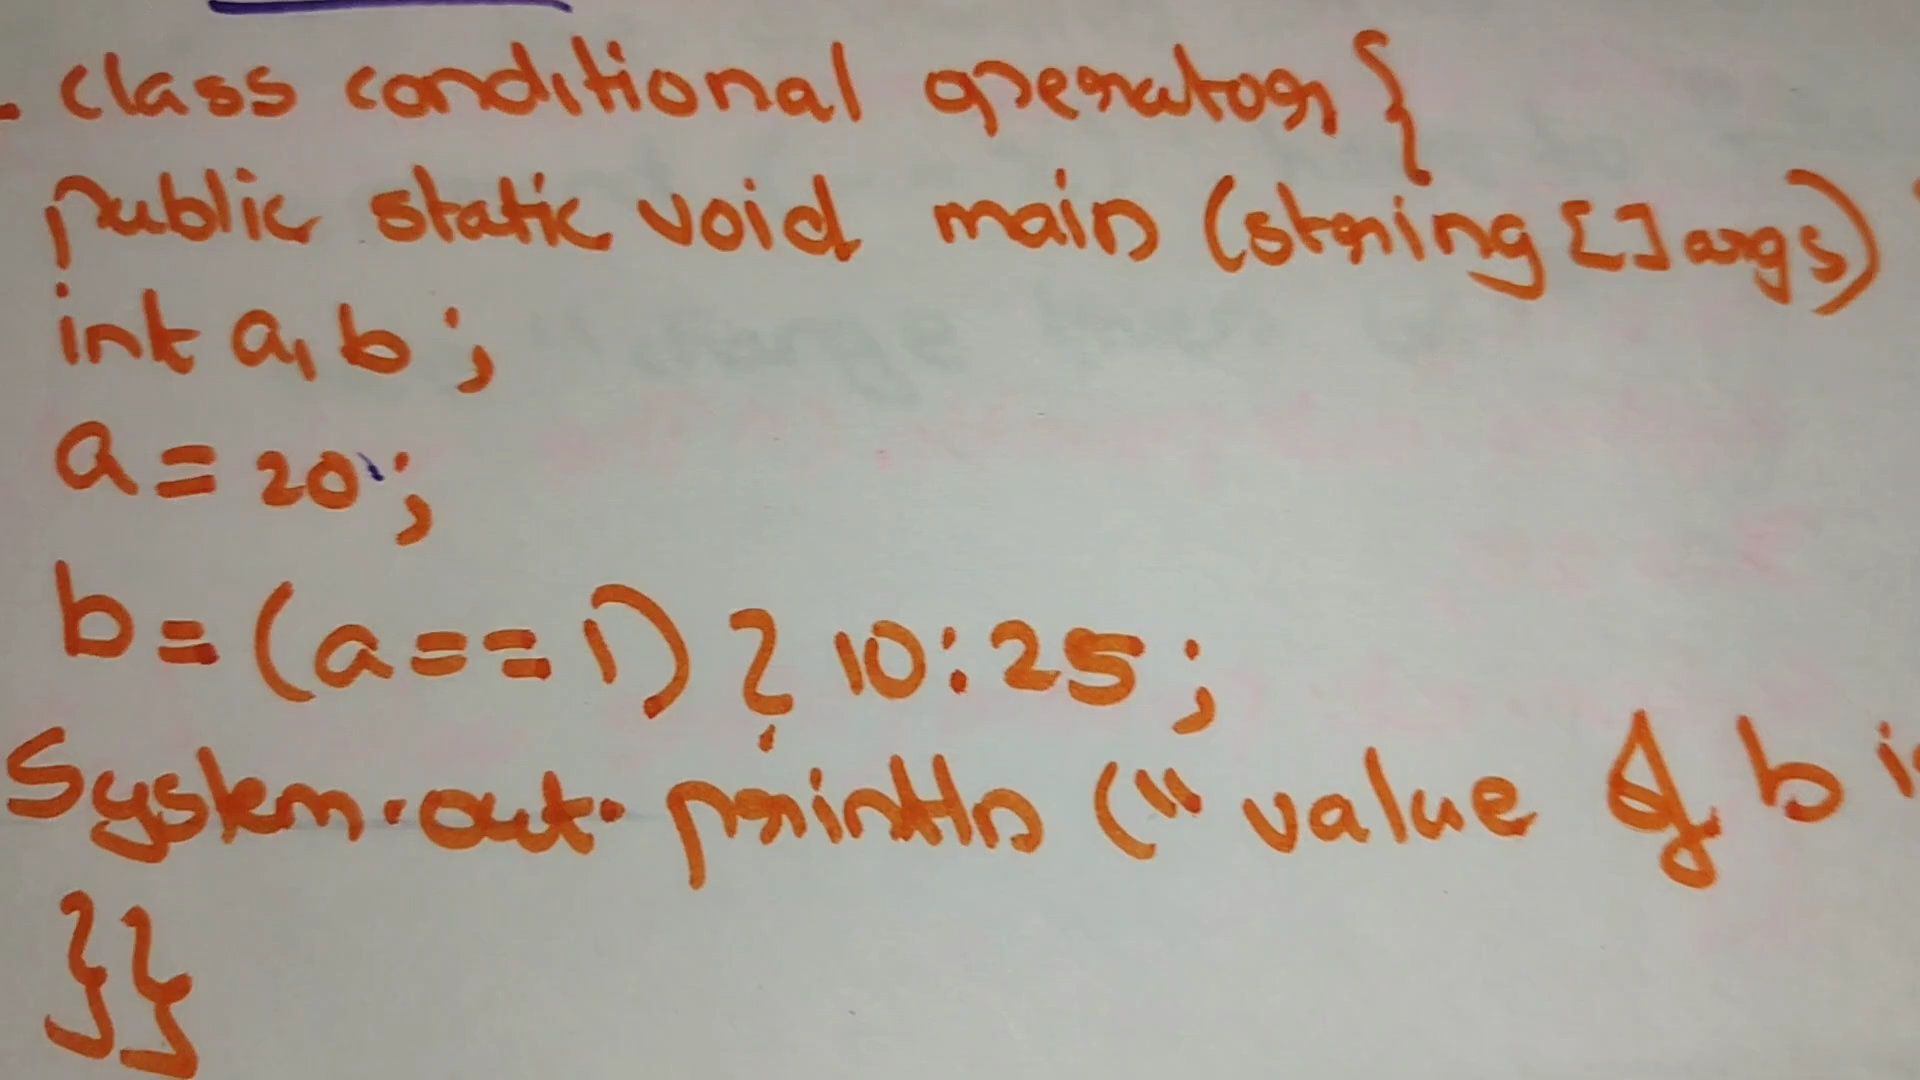 class conditional operator {
public static void main (string [] args)
int a, b ;
a = 20 ;
b = (a == 1) ? 10 : 25 ;
System.out.println (" value of b
}}